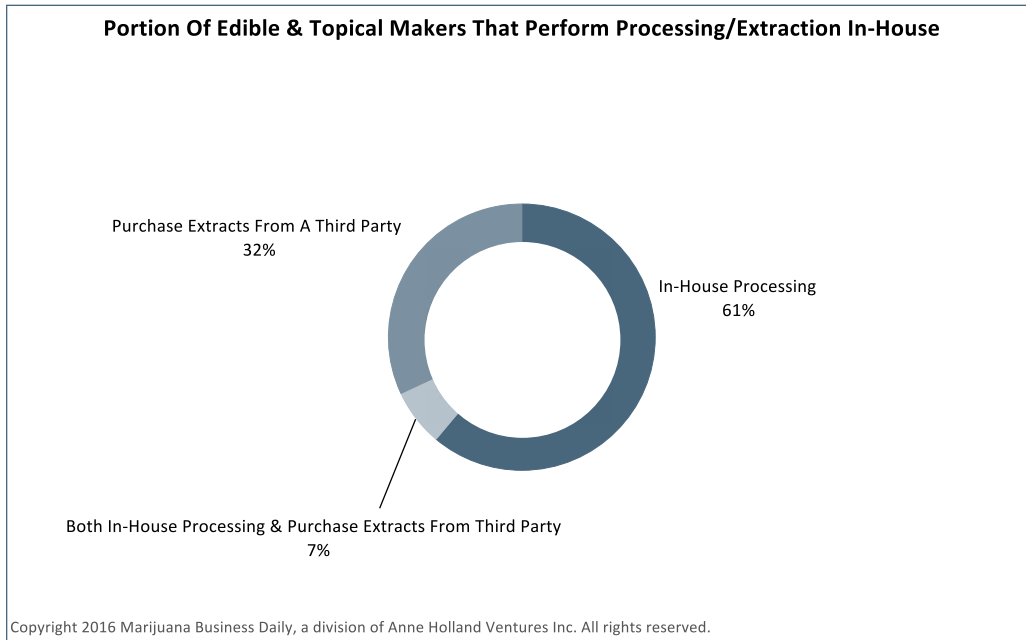 Portion Of Edible & Topical Makers That Perform Processing/Extraction In-House
Purchase Extracts From A Third Party
32%
In-House Processing
61%
Both In-House Processing & Purchase Extracts From Third Party
7%
Copyright 2016 Marijuana Business Daily, a division of Anne Holland Ventures Inc. All rights reserved.